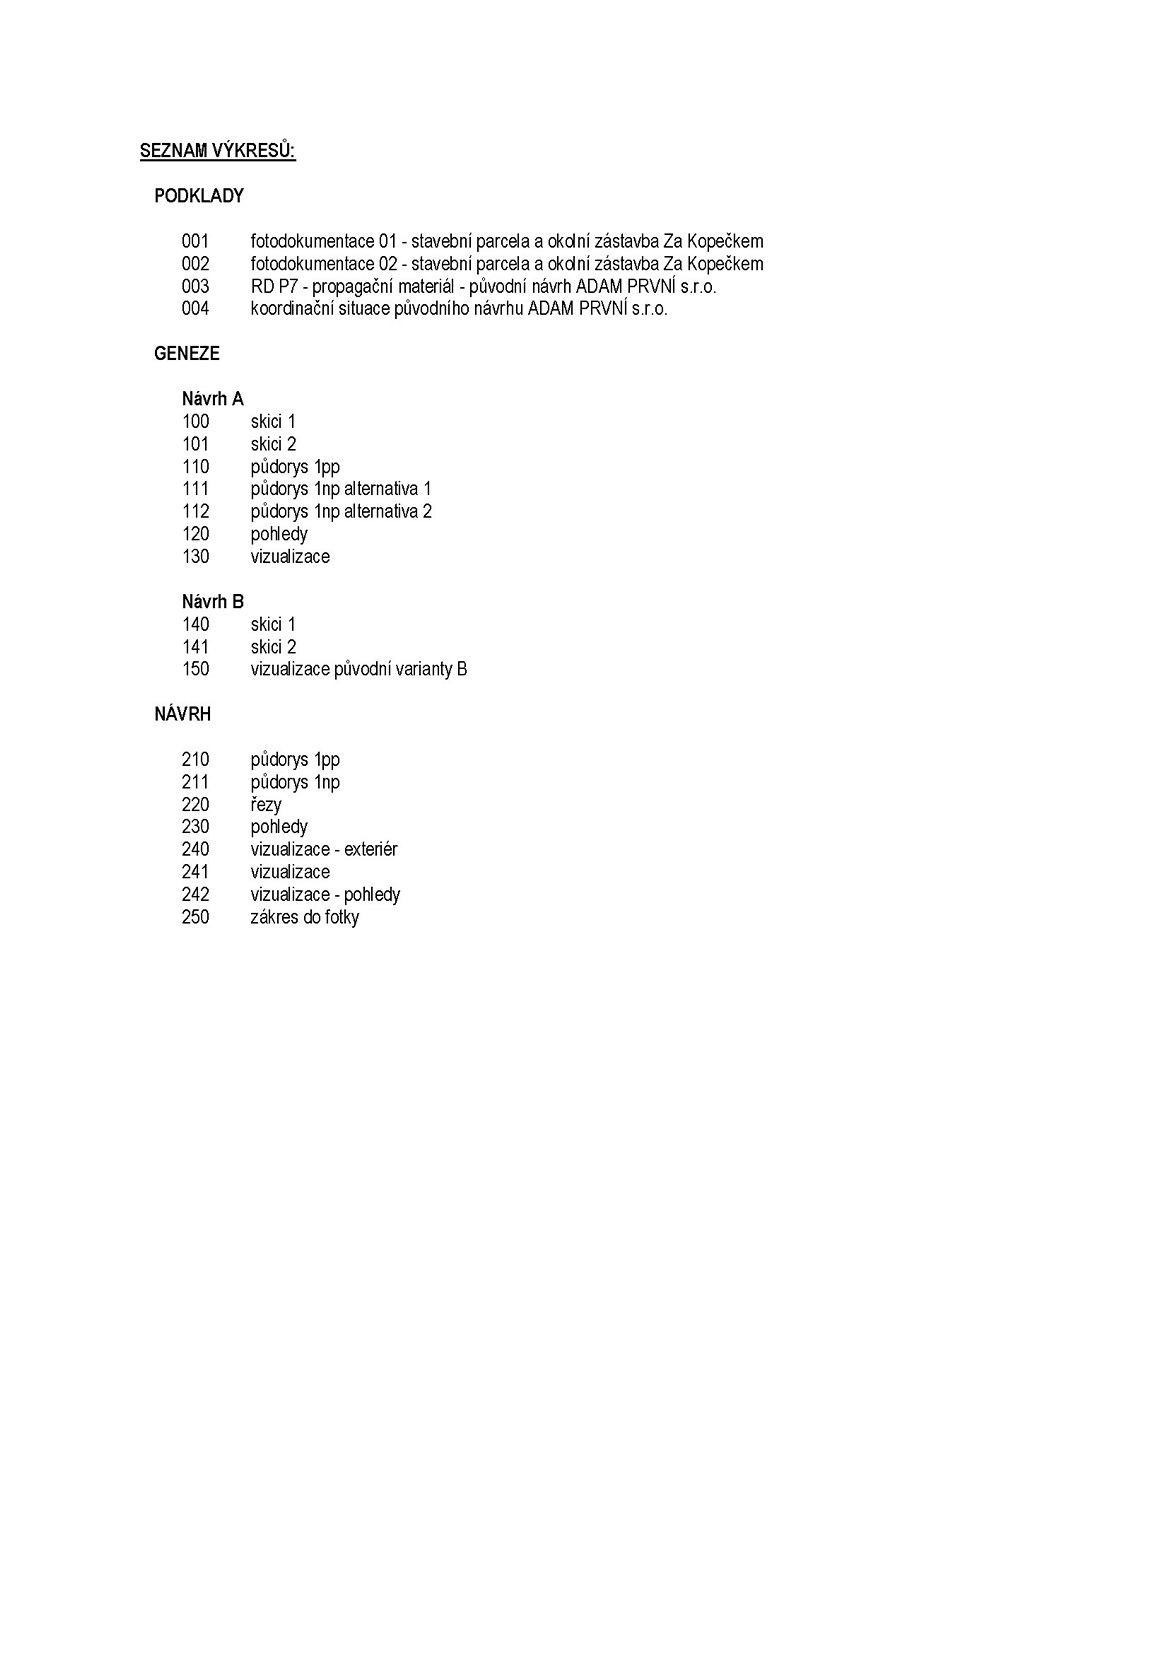 SEZNAM VÝKRESŮ:
PODKLADY
001 fotodokumentace 01 - stavební parcela a okolní zástavba Za Kopečkem
002 fotodokumentace 02 - stavební parcela a okolní zástavba Za Kopečkem
003 RD P7 - propagační materiál - původní návrh ADAM PRVNÍ s.r.o.
004 koordinační situace původního návrhu ADAM PRVNÍ s.r.o.
GENEZE
Návrh A
100 skici 1
101 skici 2
110 půdorys 1pp
111 půdorys 1np alternativa 1
112 půdorys 1np alternativa 2
120 pohledy
130 vizualizace
Návrh B
140 skici 1
141 skici 2
150 vizualizace původní varianty B
NÁVRH
210 půdorys 1pp
211 půdorys 1np
220 řezy
230 pohledy
240 vizualizace - exteriér
241 vizualizace
242 vizualizace - pohledy
250 zákres do fotky